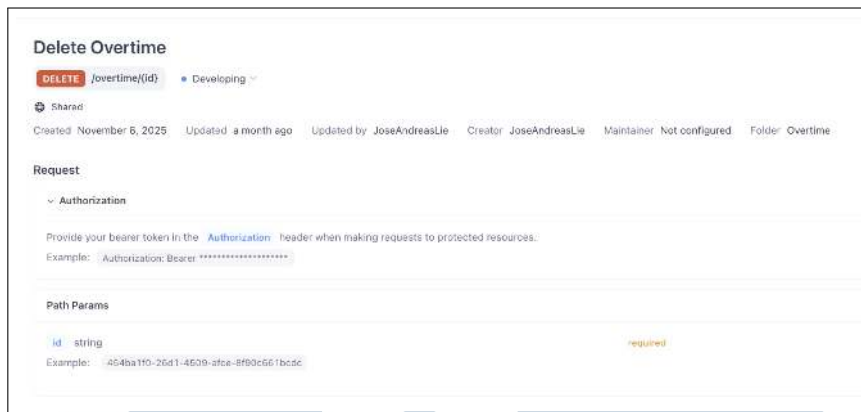 Delete Overtime
DELETE /overtime/{id} Developing
Shared
Created November 6, 2025 Updated a month ago Updated by JoseAndreasLie Creator JoseAndreasLie Maintainer Not configured Folder Overtime
Request
Authorization
Provide your bearer token in the Authorization header when making requests to protected resources.
Example: Authorization: Bearer ********************
Path Params
id string required
Example: 464ba1f0-26d1-4509-afce-8f90c661bcdc